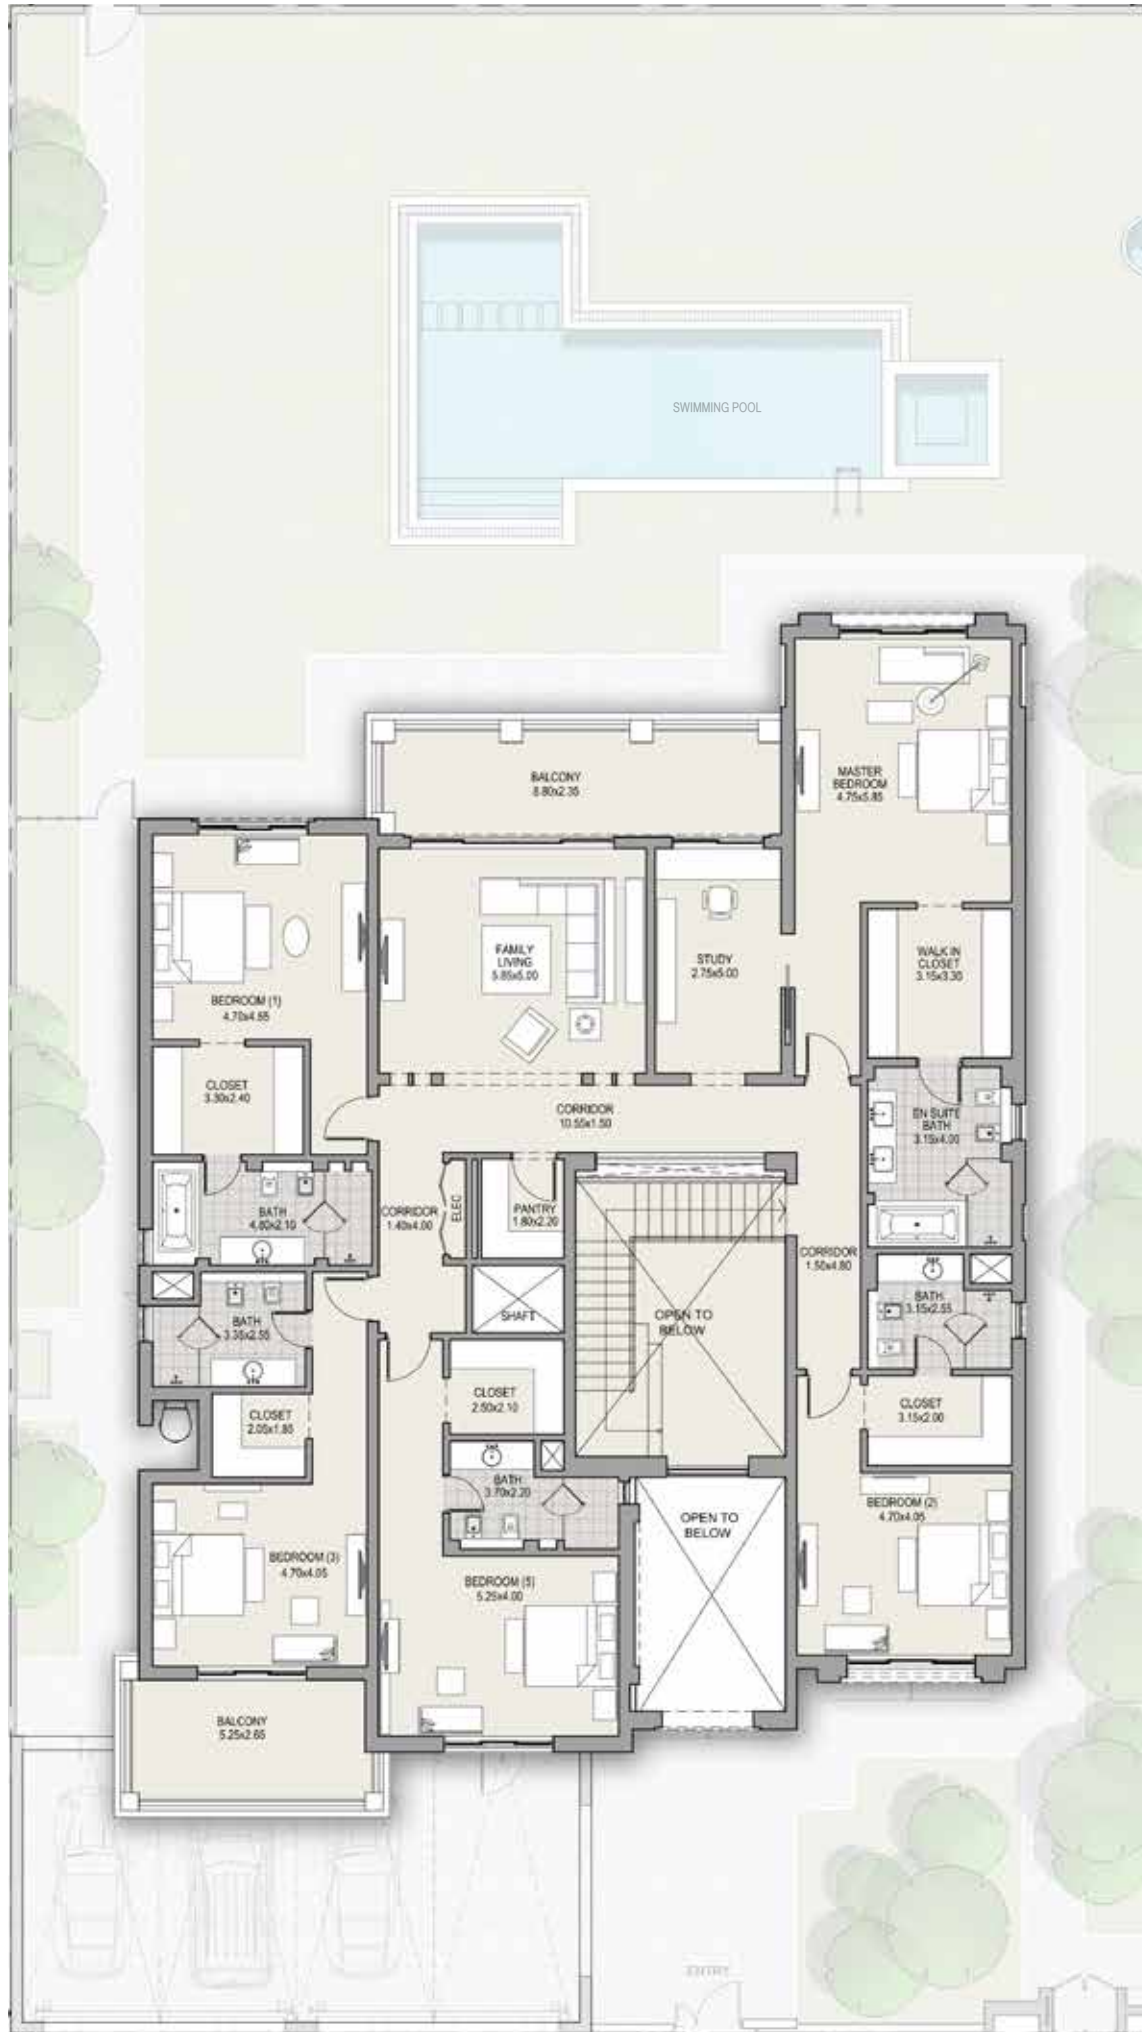 SWIMMING POOL
BALCONY
8.80x2.35
MASTER
BEDROOM
4.75x5.85
FAMILY
LIVING
5.85x5.00
STUDY
2.75x5.00
WALK IN
CLOSET
3.15x3.30
BEDROOM (1)
4.70x4.55
CLOSET
3.30x2.40
CORRIDOR
10.55x1.50
EN SUITE
BATH
3.15x4.00
BATH
4.80x2.10
CORRIDOR
1.40x4.00
ELEC
PANTRY
1.80x2.20
CORRIDOR
1.50x4.80
BATH
3.35x2.55
SHAFT
OPEN TO
BELOW
BATH
3.15x2.55
CLOSET
2.05x1.85
CLOSET
2.50x2.10
CLOSET
3.15x2.00
BATH
3.70x2.20
OPEN TO
BELOW
BEDROOM (2)
4.70x4.05
BEDROOM (3)
4.70x4.05
BEDROOM (5)
5.25x4.00
BALCONY
5.25x2.65
ENTRY